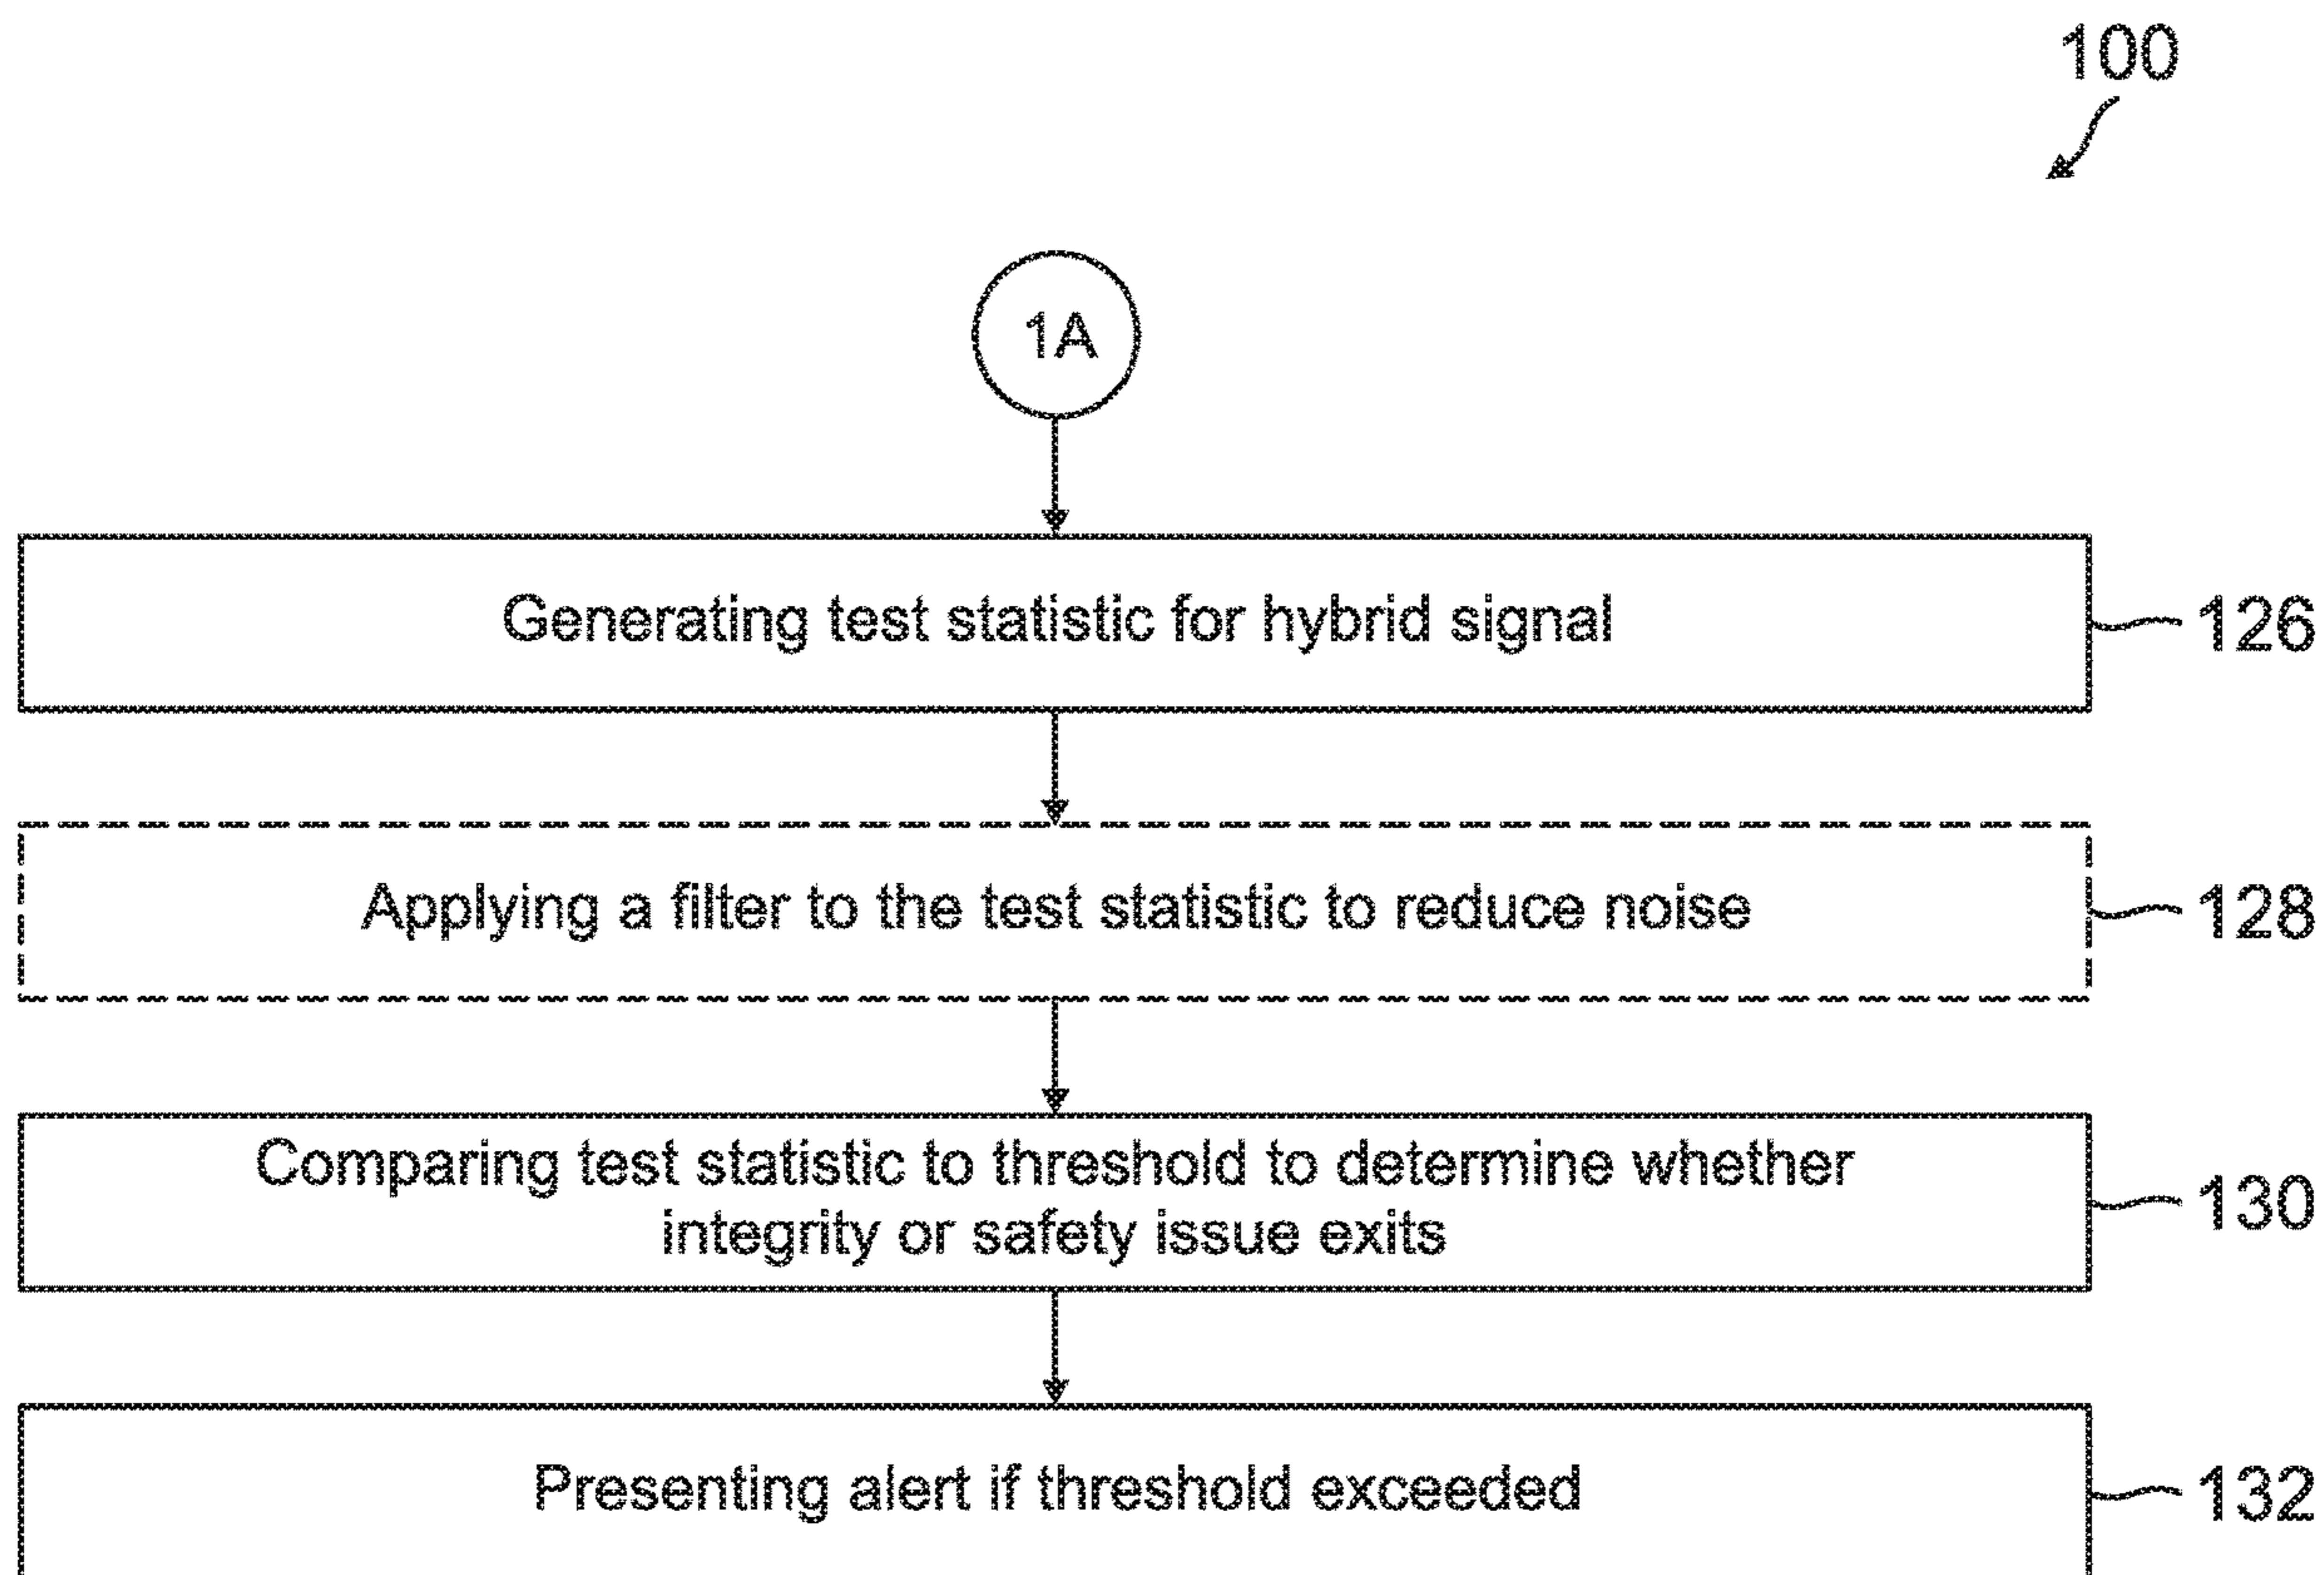 100
1A
Generating test statistic for hybrid signal
126
Applying a filter to the test statistic to reduce noise
128
Comparing test statistic to threshold to determine whether
integrity or safety issue exits
130
Presenting alert if threshold exceeded
132